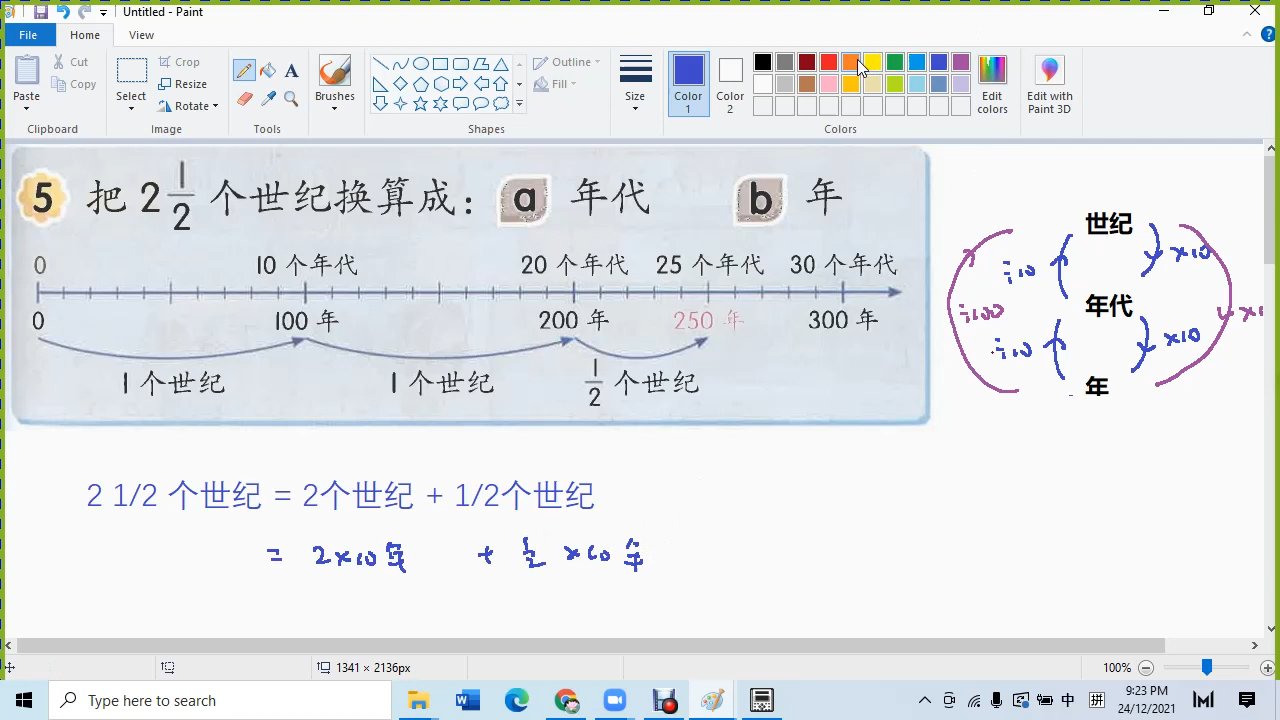 Untitled - Paint
File Home View
Paste
Cut
Copy
Clipboard
Select
Crop
Resize
Rotate
Image
A
Tools
Brushes
Shapes
Outline
Fill
Size
Color 1
Color 2
Colors
Edit colors
Edit with Paint 3D
5 把 2 1/2 个世纪换算成： a 年代 b 年
0 10 个年代 20 个年代 25 个年代 30 个年代
0 100 年 200 年 250 年 300 年
1 个世纪 1 个世纪 1/2 个世纪
世纪
÷10 ×10
年代
÷100
÷10 ×10
年
2 1/2 个世纪 = 2个世纪 + 1/2个世纪
= 2×10 + 1/2 ×
100%
1341 × 2136px
Type here to search
中
拼
9:23 PM
24/12/2021